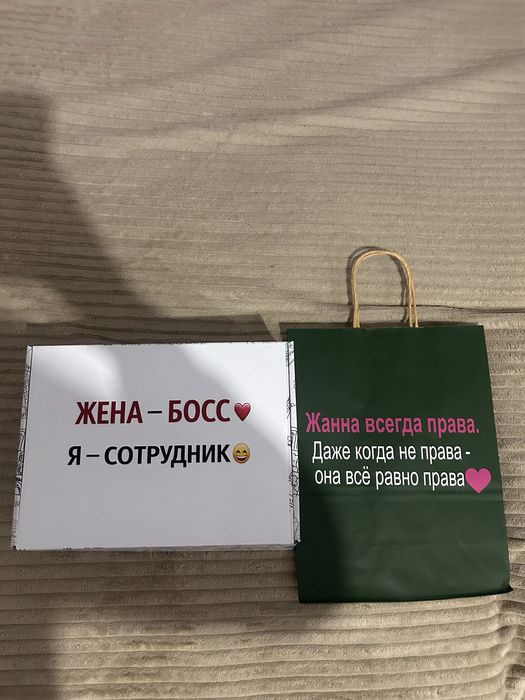 ЖЕНА – БОСС❤️
Я – СОТРУДНИК😄
Жанна всегда права.
Даже когда не права -
она всё равно права🩷